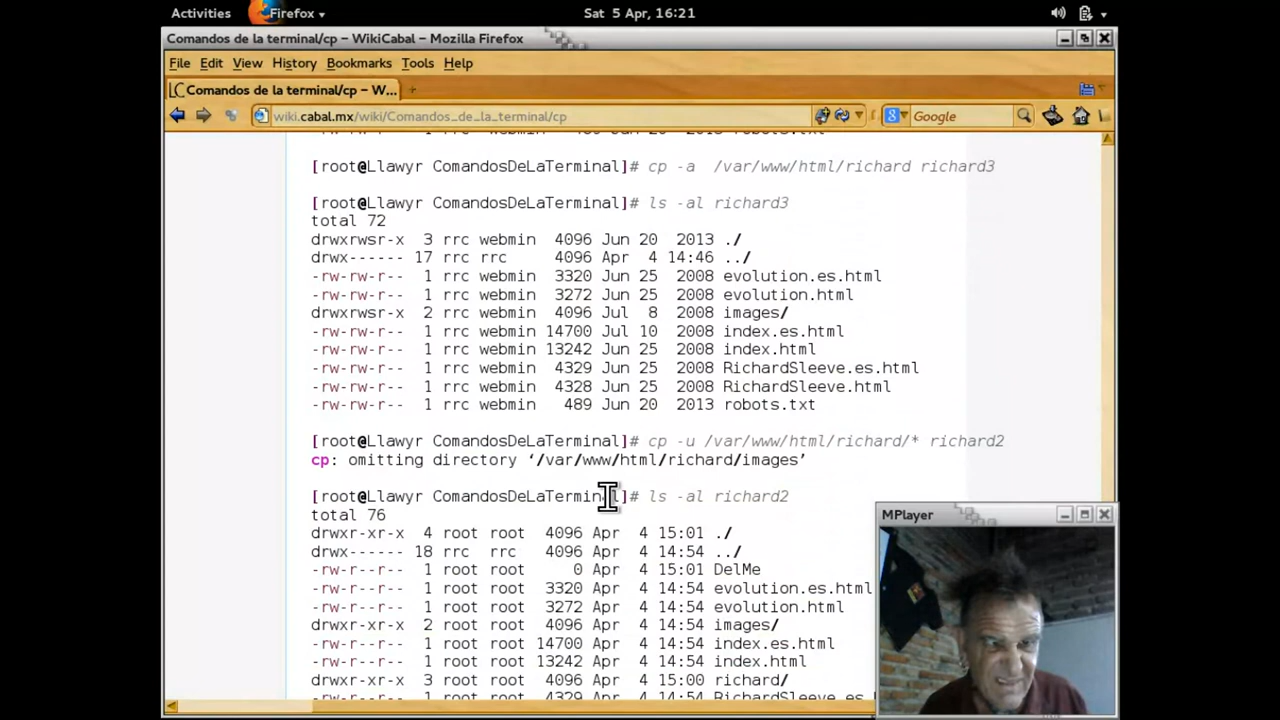 Activities Firefox Sat 5 Apr, 16:21
Comandos de la terminal/cp – WikiCabal – Mozilla Firefox
File Edit View History Bookmarks Tools Help
Comandos de la terminal/cp – W...
wiki.cabal.mx/wiki/Comandos_de_la_terminal/cp Google
[root@Llawyr ComandosDeLaTerminal]# cp -a  /var/www/html/richard richard3
[root@Llawyr ComandosDeLaTerminal]# ls -al richard3
total 72
drwxrwsr-x  3 rrc webmin  4096 Jun 20  2013 ./
drwx------ 17 rrc rrc     4096 Apr  4 14:46 ../
-rw-rw-r--  1 rrc webmin  3320 Jun 25  2008 evolution.es.html
-rw-rw-r--  1 rrc webmin  3272 Jun 25  2008 evolution.html
drwxrwsr-x  2 rrc webmin  4096 Jul  8  2008 images/
-rw-rw-r--  1 rrc webmin 14700 Jul 10  2008 index.es.html
-rw-rw-r--  1 rrc webmin 13242 Jun 25  2008 index.html
-rw-rw-r--  1 rrc webmin  4329 Jun 25  2008 RichardSleeve.es.html
-rw-rw-r--  1 rrc webmin  4328 Jun 25  2008 RichardSleeve.html
-rw-rw-r--  1 rrc webmin   489 Jun 20  2013 robots.txt
[root@Llawyr ComandosDeLaTerminal]# cp -u /var/www/html/richard/* richard2
cp: omitting directory ‘/var/www/html/richard/images’
[root@Llawyr ComandosDeLaTerminal]# ls -al richard2
total 76
drwxr-xr-x  4 root root  4096 Apr  4 15:01 ./
drwx------ 18 rrc  rrc   4096 Apr  4 14:54 ../
-rw-r--r--  1 root root     0 Apr  4 15:01 DelMe
-rw-r--r--  1 root root  3320 Apr  4 14:54 evolution.es.html
-rw-r--r--  1 root root  3272 Apr  4 14:54 evolution.html
drwxr-xr-x  2 root root  4096 Apr  4 14:54 images/
-rw-r--r--  1 root root 14700 Apr  4 14:54 index.es.html
-rw-r--r--  1 root root 13242 Apr  4 14:54 index.html
drwxr-xr-x  3 root root  4096 Apr  4 15:00 richard/
-rw-r--r--  1 root root  4329 Apr  4 14:54 RichardSleeve.es
MPlayer